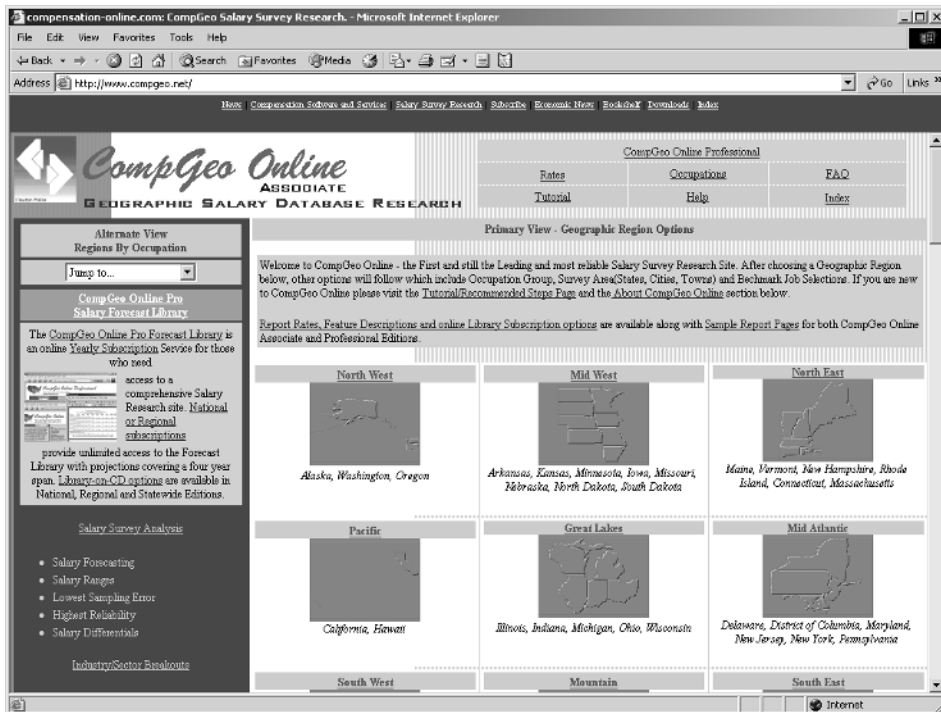 compensation-online.com: CompGeo Salary Survey Research. - Microsoft Internet Explorer
File Edit View Favorites Tools Help
Back Search Favorites Media
Address http://www.compgeo.net/ Go Links »
News | Compensation Software and Services | Salary Survey Research | Subscribe | Economic News | Bookshelf Downloads | Index
CompGeo Online
ASSOCIATE
GEOGRAPHIC SALARY DATABASE RESEARCH
CompGeo Online Professional
Rates Occupations FAQ
Tutorial Help Index
Alternate View
Regions By Occupation
Jump to...
CompGeo Online Pro
Salary Forecast Library
The CompGeo Online Pro Forecast Library is
an online Yearly Subscription Service for those
who need
access to a
comprehensive Salary
Research site. National
or Regional
subscriptions
provide unlimited access to the Forecast
Library with projections covering a four year
span. Library-on-CD options are available in
National, Regional and Statewide Editions.
Salary Survey Analysis
• Salary Forecasting
• Salary Ranges
• Lowest Sampling Error
• Highest Reliability
• Salary Differentials
Industry/Sector Breakouts
Primary View - Geographic Region Options
Welcome to CompGeo Online - the First and still the Leading and most reliable Salary Survey Research Site. After choosing a Geographic Region
below, other options will follow which include Occupation Group, Survey Area(States, Cities, Towns) and Bechmark Job Selections. If you are new
to CompGeo Online please visit the Tutorial/Recommended Steps Page and the About CompGeo Online section below.
Report Rates, Feature Descriptions and online Library Subscription options are available along with Sample Report Pages for both CompGeo Online
Associate and Professional Editions.
North West
Alaska, Washington, Oregon
Mid West
Arkansas, Kansas, Minnesota, Iowa, Missouri,
Nebraska, North Dakota, South Dakota
North East
Maine, Vermont, New Hampshire, Rhode
Island, Connecticut, Massachusetts
Pacific
California, Hawaii
Great Lakes
Illinois, Indiana, Michigan, Ohio, Wisconsin
Mid Atlantic
Delaware, District of Columbia, Maryland,
New Jersey, New York, Pennsylvania
South West
Mountain
South East
Internet